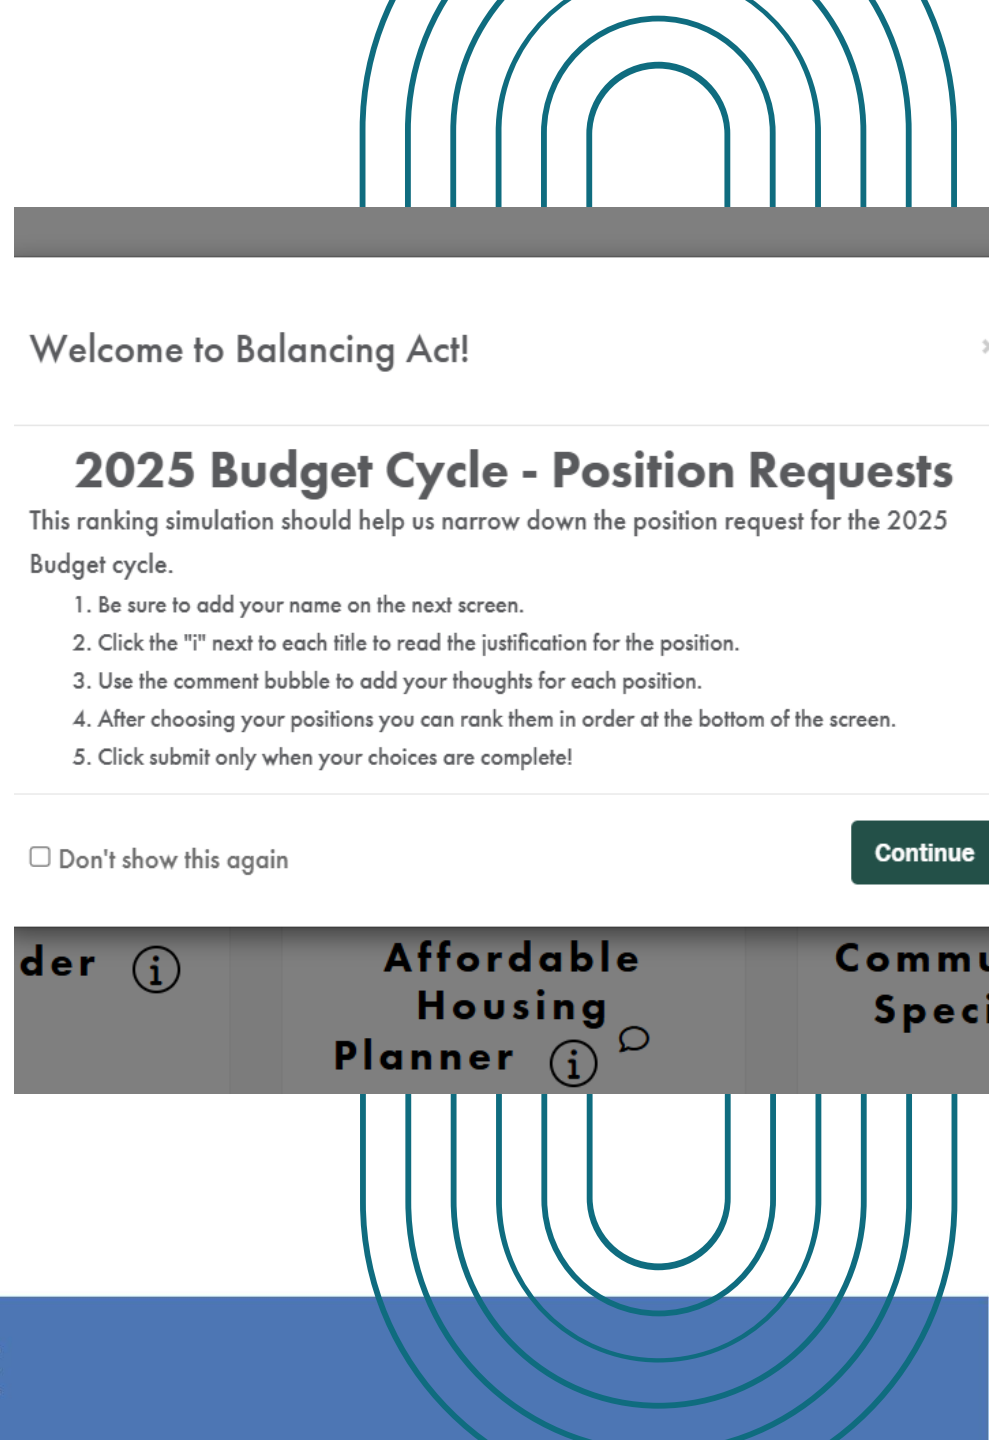 Welcome to Balancing Act!
2025 Budget Cycle - Position Requests
This ranking simulation should help us narrow down the position request for the 2025
Budget cycle.
1. Be sure to add your name on the next screen.
2. Click the "i" next to each title to read the justification for the position.
3. Use the comment bubble to add your thoughts for each position.
4. After choosing your positions you can rank them in order at the bottom of the screen.
5. Click submit only when your choices are complete!
Don't show this again
Continue
der
Affordable
Housing
Planner
Commu
Speci